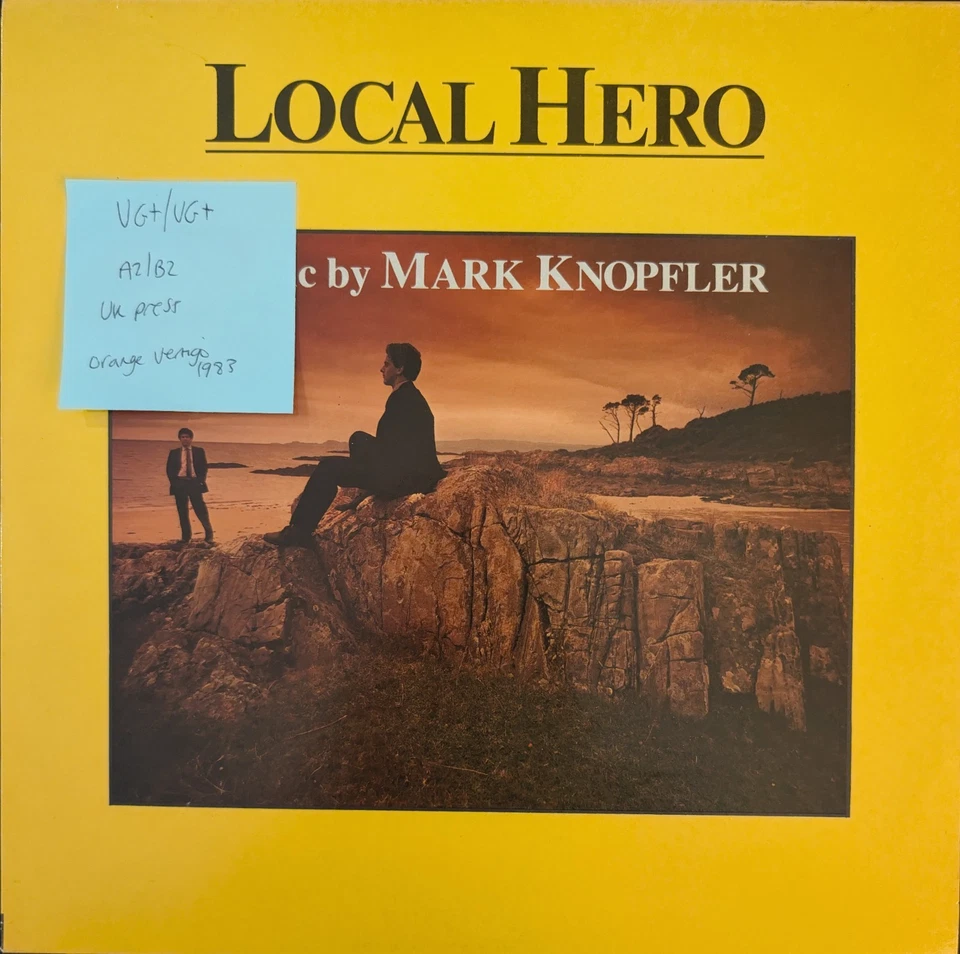 LOCAL HERO
VG+/VG+
A2/B2
UK press
Orange Vertigo
1983
c by MARK KNOPFLER